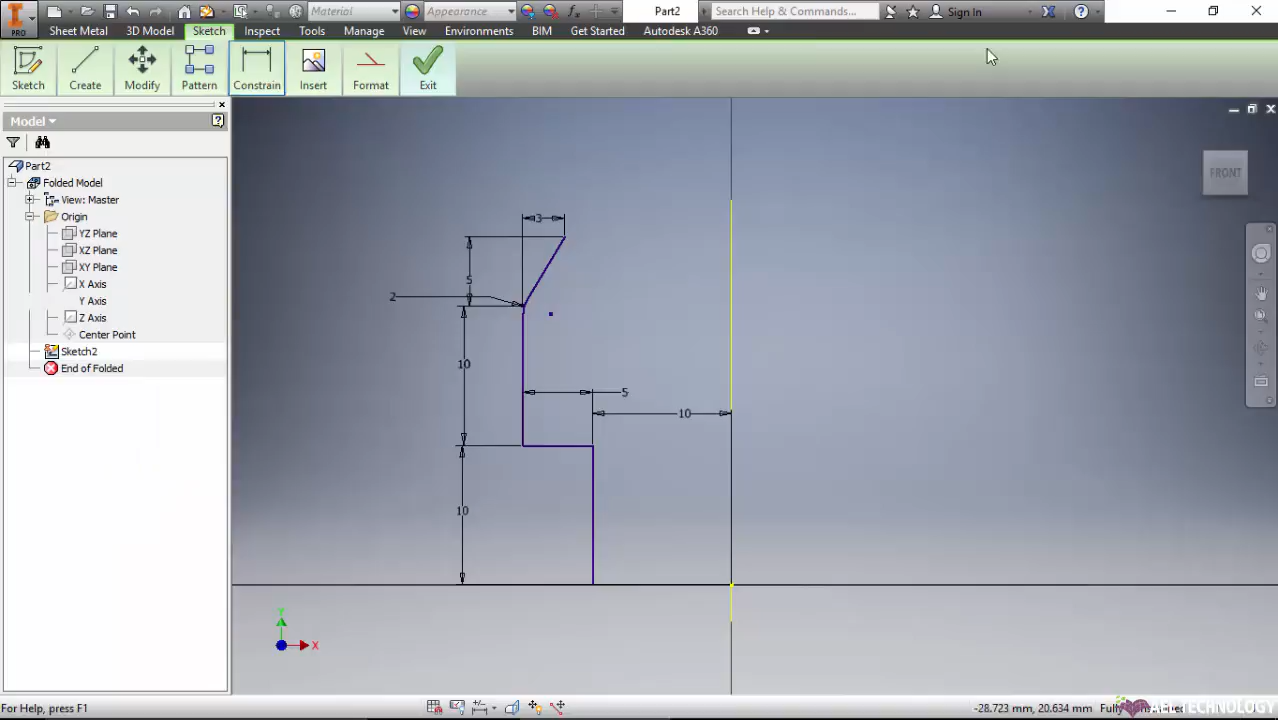 Material
Appearance
Part2
Search Help & Commands...
Sign In
PRO
Sheet Metal
3D Model
Sketch
Inspect
Tools
Manage
View
Environments
BIM
Get Started
Autodesk A360
Sketch
Create
Modify
Pattern
Constrain
Insert
Format
Exit
Model
Part2
Folded Model
View: Master
Origin
YZ Plane
XZ Plane
XY Plane
X Axis
Y Axis
Z Axis
Center Point
Sketch2
End of Folded
FRONT
3
5
2
10
5
10
10
Y
X
For Help, press F1
-28.723 mm, 20.634 mm
Fully
TECHNOLOGY